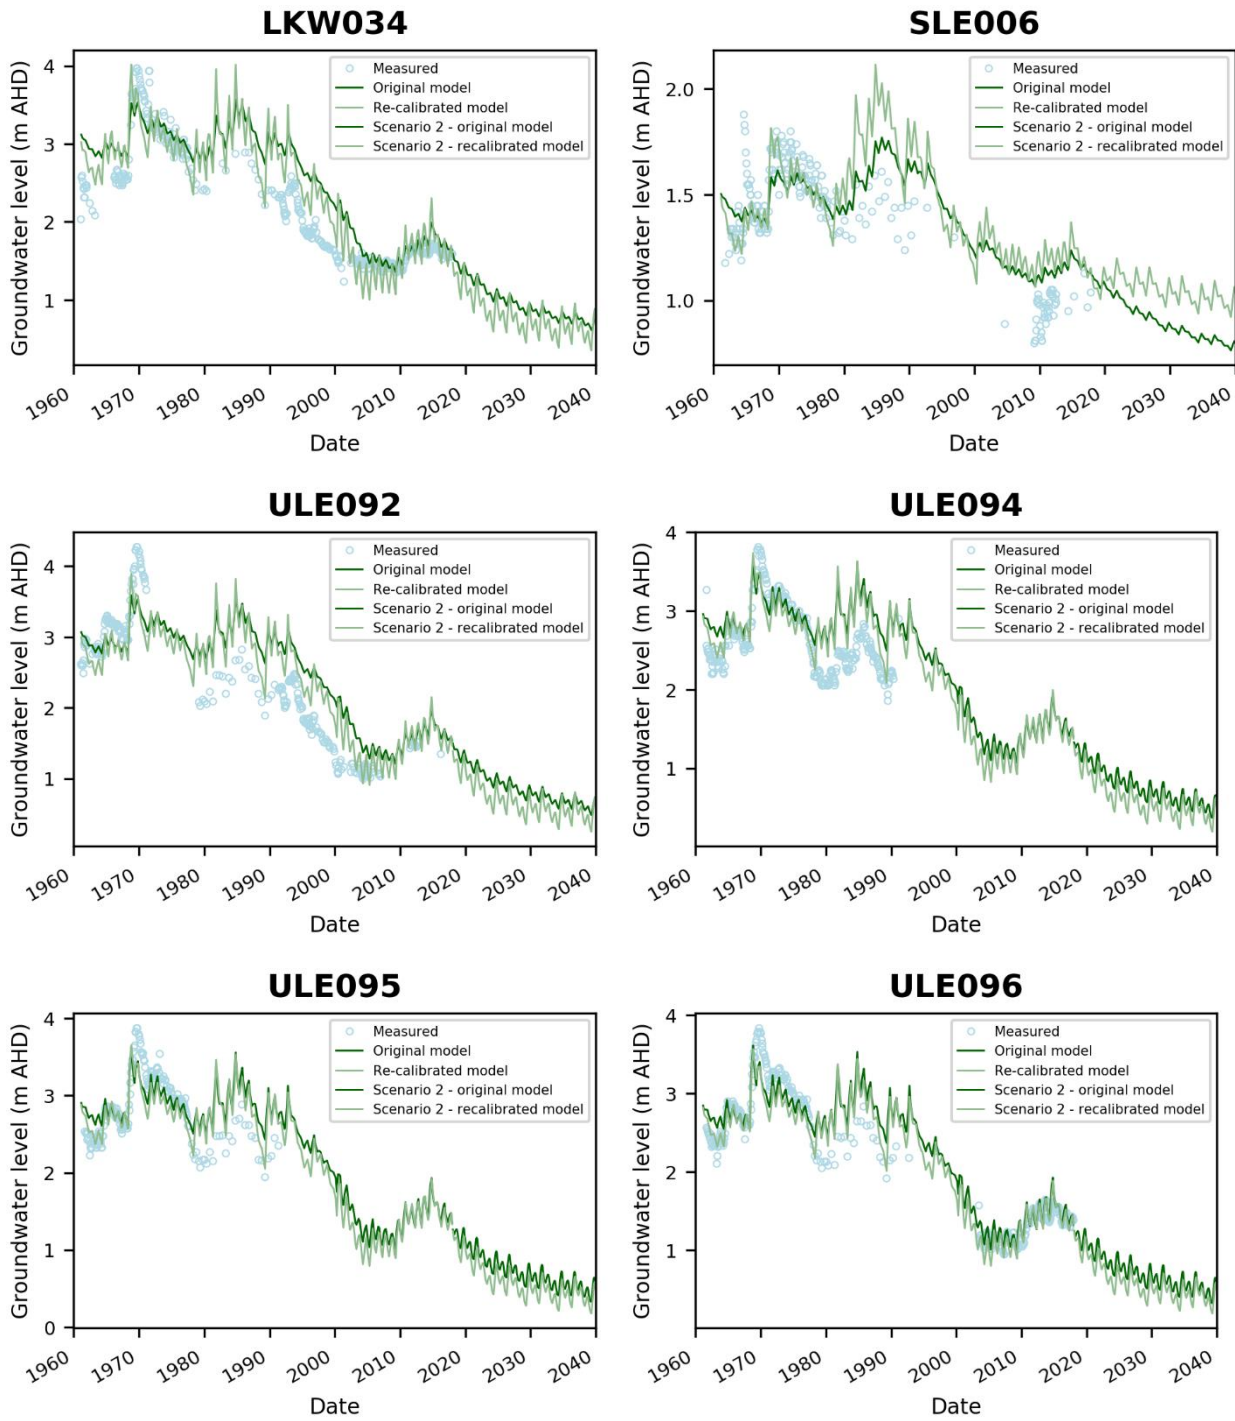 LKW034
Groundwater level (m AHD)
4
3
2
1
Measured
Original model
Re-calibrated model
Scenario 2 - original model
Scenario 2 - recalibrated model
1960 1970 1980 1990 2000 2010 2020 2030 2040
Date
SLE006
Groundwater level (m AHD)
2.0
1.5
1.0
Measured
Original model
Re-calibrated model
Scenario 2 - original model
Scenario 2 - recalibrated model
1960 1970 1980 1990 2000 2010 2020 2030 2040
Date
ULE092
Groundwater level (m AHD)
4
3
2
1
Measured
Original model
Re-calibrated model
Scenario 2 - original model
Scenario 2 - recalibrated model
1960 1970 1980 1990 2000 2010 2020 2030 2040
Date
ULE094
Groundwater level (m AHD)
4
3
2
1
Measured
Original model
Re-calibrated model
Scenario 2 - original model
Scenario 2 - recalibrated model
1960 1970 1980 1990 2000 2010 2020 2030 2040
Date
ULE095
Groundwater level (m AHD)
4
3
2
1
0
Measured
Original model
Re-calibrated model
Scenario 2 - original model
Scenario 2 - recalibrated model
1960 1970 1980 1990 2000 2010 2020 2030 2040
Date
ULE096
Groundwater level (m AHD)
4
3
2
1
0
Measured
Original model
Re-calibrated model
Scenario 2 - original model
Scenario 2 - recalibrated model
1960 1970 1980 1990 2000 2010 2020 2030 2040
Date